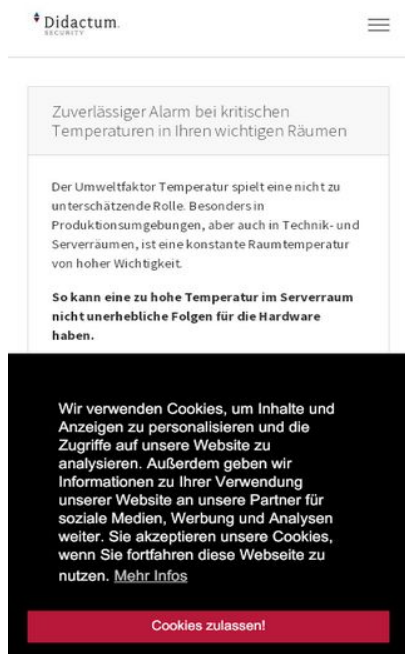 Didactum.
SECURITY
Zuverlässiger Alarm bei kritischen
Temperaturen in Ihren wichtigen Räumen
Der Umweltfaktor Temperatur spielt eine nicht zu
unterschätzende Rolle. Besonders in
Produktionsumgebungen, aber auch in Technik- und
Serverräumen, ist eine konstante Raumtemperatur
von hoher Wichtigkeit.
So kann eine zu hohe Temperatur im Serverraum
nicht unerhebliche Folgen für die Hardware
haben.
Wir verwenden Cookies, um Inhalte und
Anzeigen zu personalisieren und die
Zugriffe auf unsere Website zu
analysieren. Außerdem geben wir
Informationen zu Ihrer Verwendung
unserer Website an unsere Partner für
soziale Medien, Werbung und Analysen
weiter. Sie akzeptieren unsere Cookies,
wenn Sie fortfahren diese Webseite zu
nutzen. Mehr Infos
Cookies zulassen!